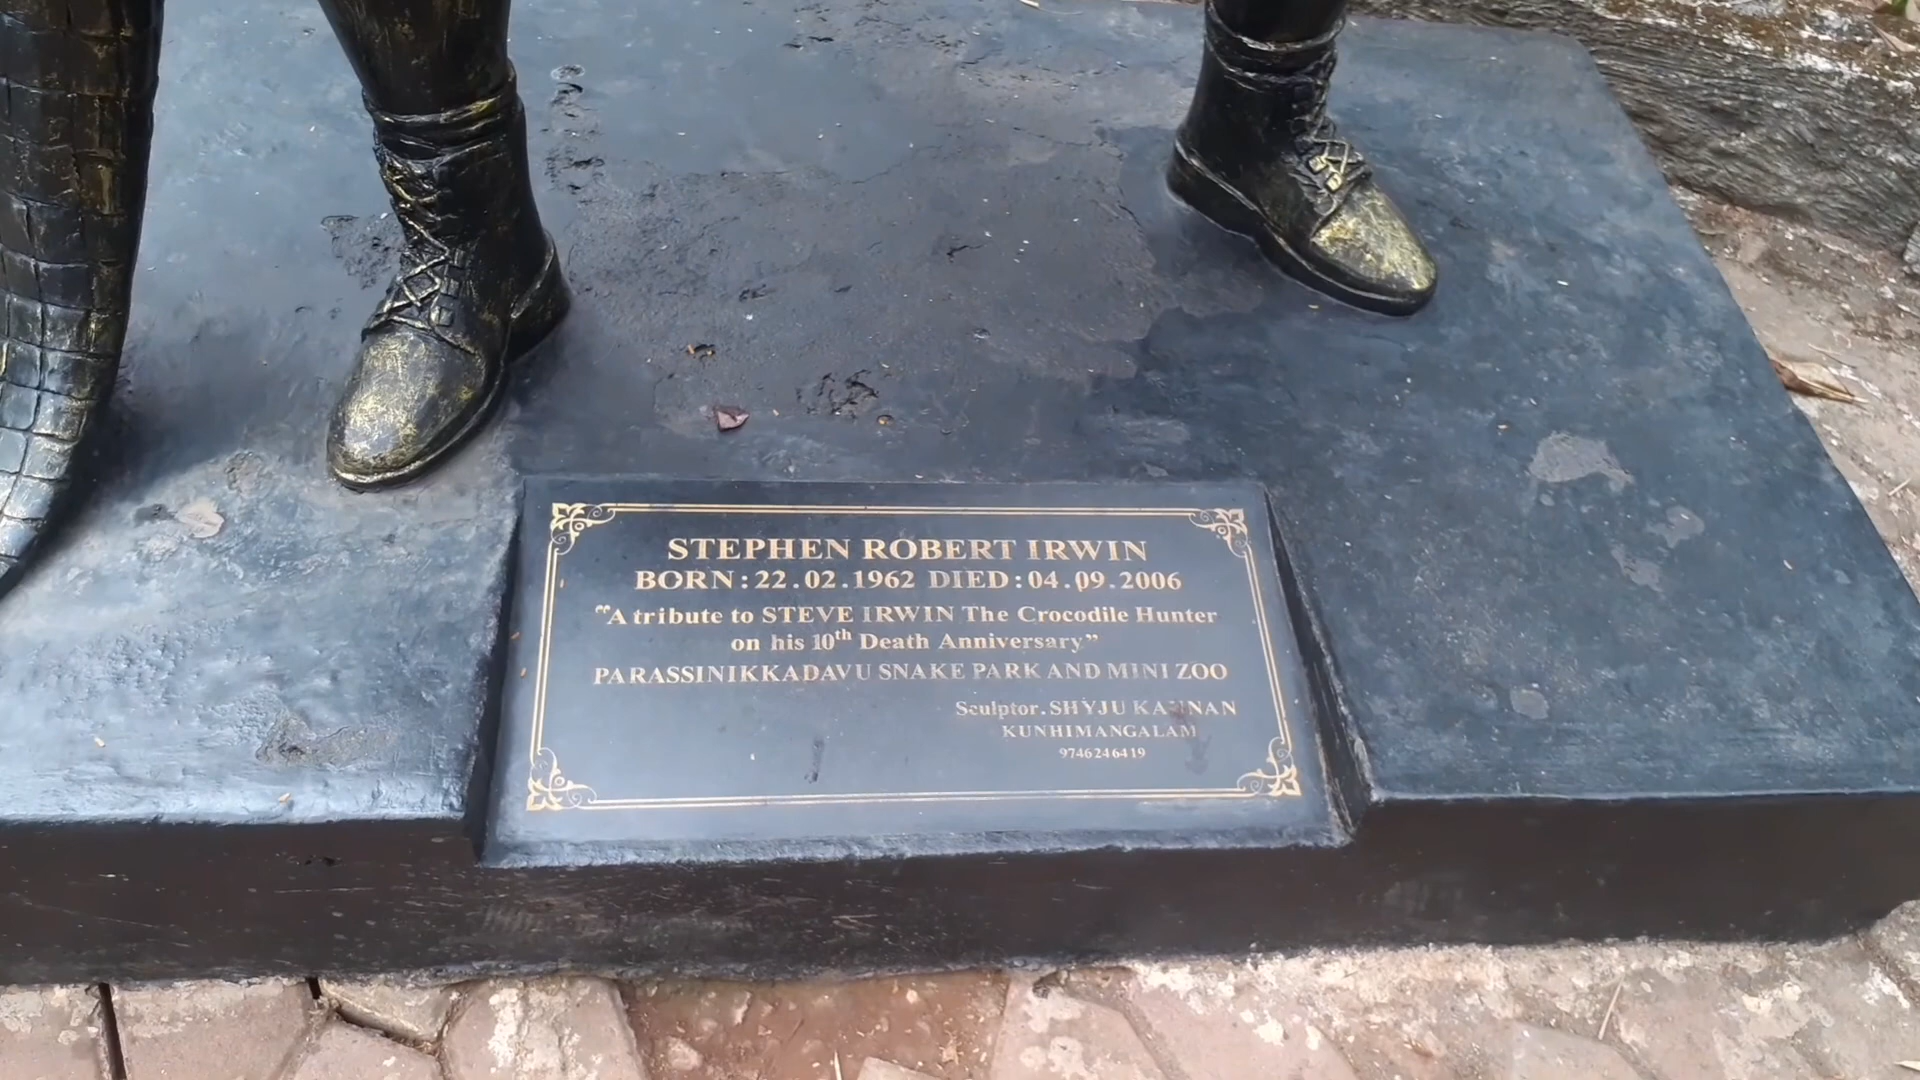 STEPHEN ROBERT IRWIN
BORN:22.02.1962 DIED:04.09.2006
"A tribute to STEVE IRWIN The Crocodile Hunter
on his 10th Death Anniversary"
PARASSINIKKADAVU SNAKE PARK AND MINI ZOO
Sculptor.SHYJU KANNAN
KUNHIMANGALAM
9746246419